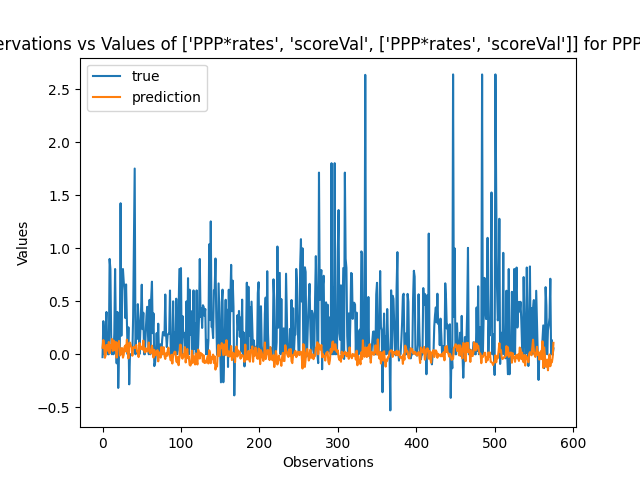 ervations vs Values of ['PPP*rates', 'scoreVal', ['PPP*rates', 'scoreVal']] for PPP
true
prediction
2.5
2.0
1.5
1.0
0.5
0.0
−0.5
Values
0 100 200 300 400 500 600
Observations